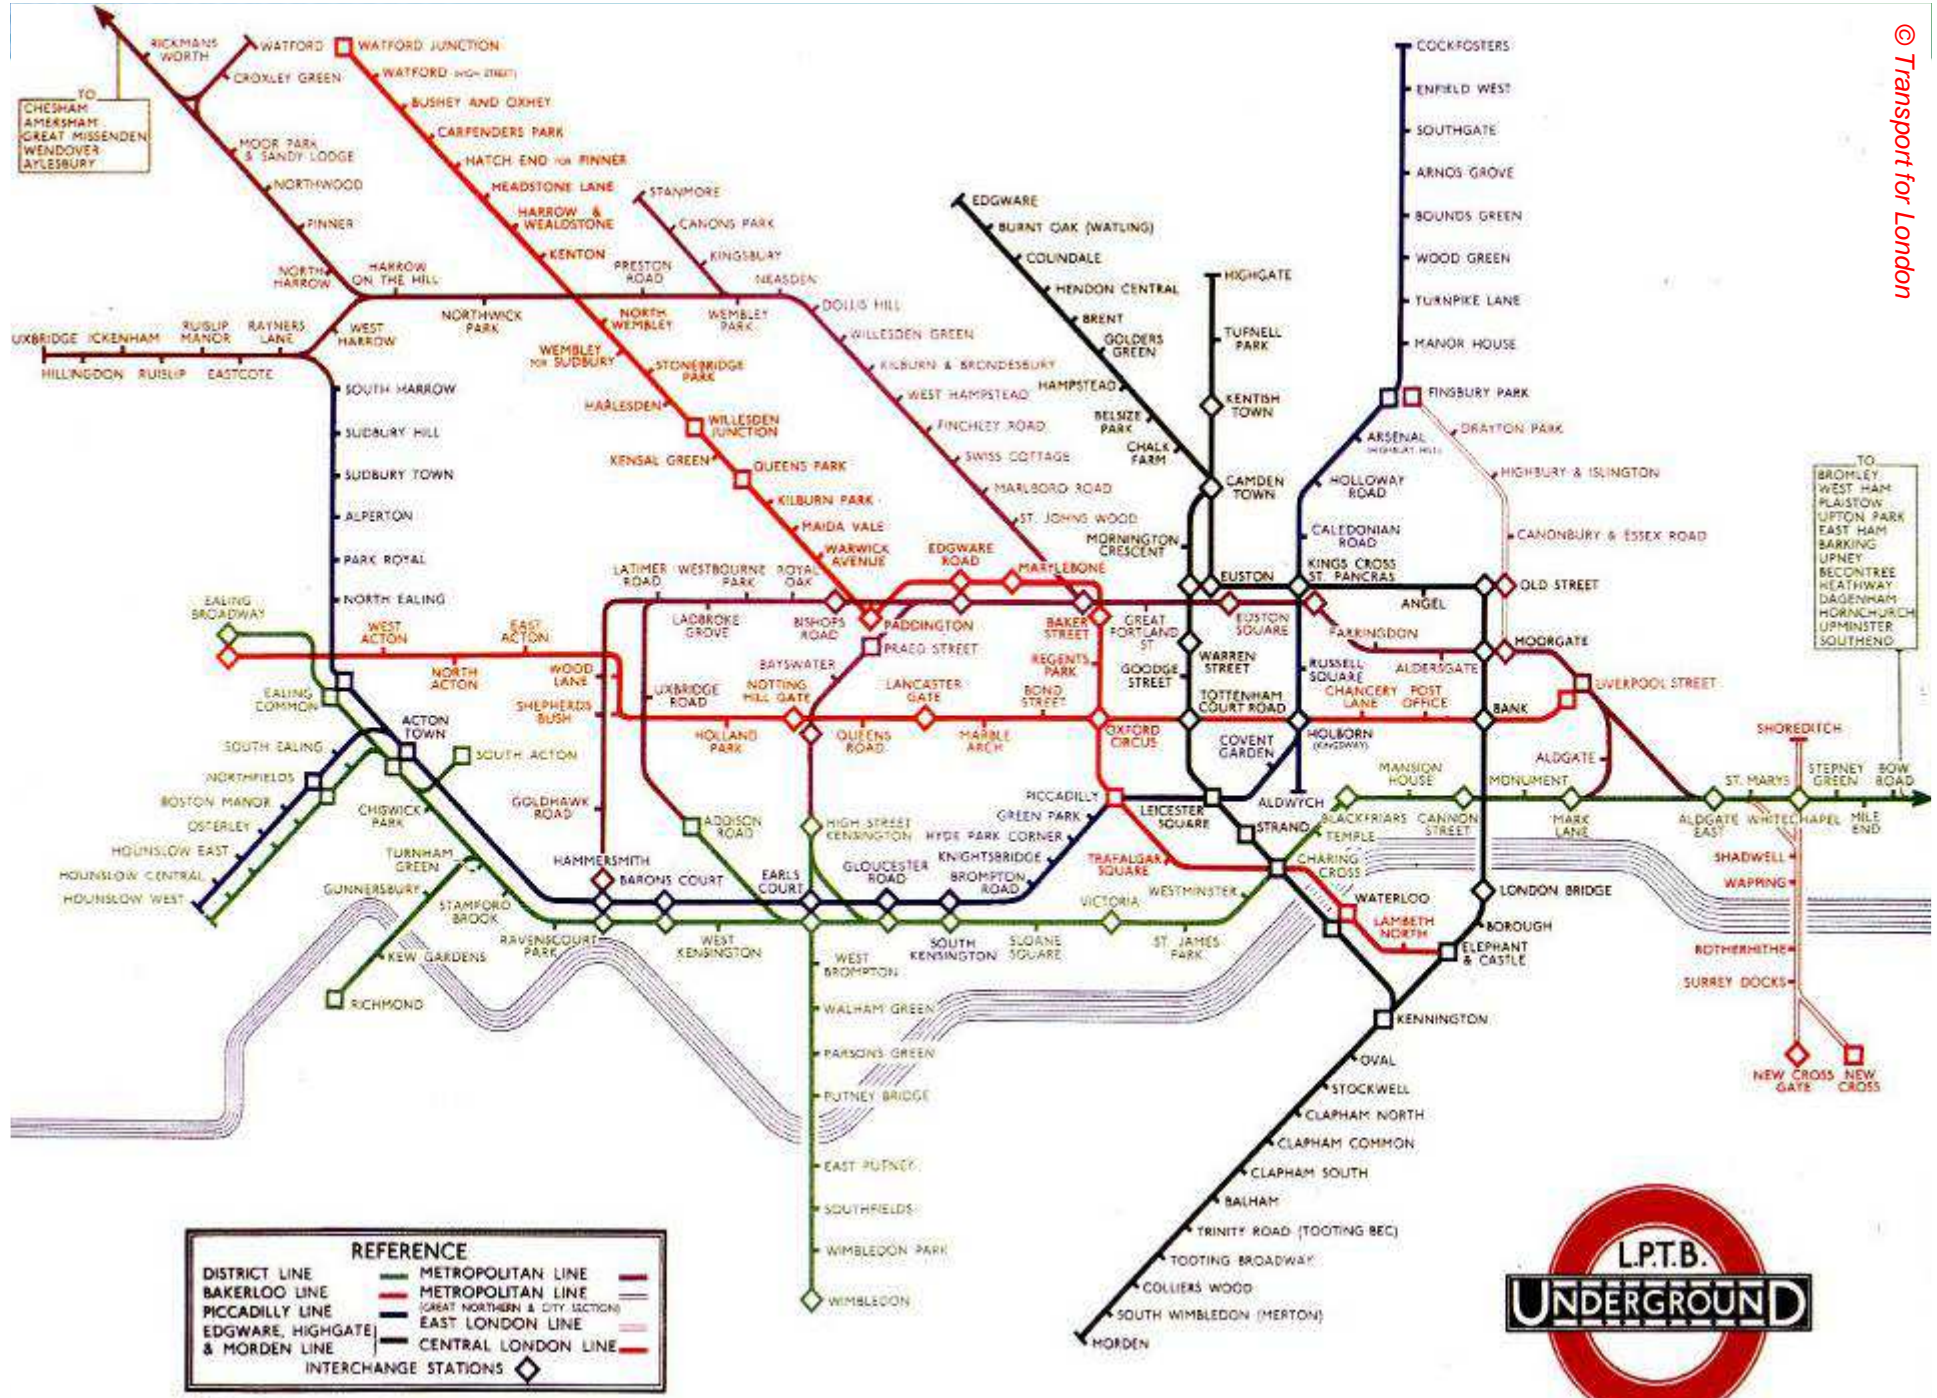 © Transport for London
RICKMANS
WORTH
WATFORD
CROXLEY GREEN
TO
CHESHAM
AMERSHAM
GREAT MISSENDEN
WENDOVER
AYLESBURY
MOOR PARK
& SANDY LODGE
NORTHWOOD
PINNER
NORTH
HARROW
HARROW
ON THE HILL
NORTHWICK
PARK
PRESTON
ROAD
WEMBLEY
PARK
NEASDEN
UXBRIDGE
ICKENHAM
RUISLIP
MANOR
RAYNERS
LANE
WEST
HARROW
HILLINGDON
RUISLIP
EASTCOTE
WATFORD JUNCTION
WATFORD (HIGH STREET)
BUSHEY AND OXHEY
CARPENDERS PARK
HATCH END FOR PINNER
HEADSTONE LANE
HARROW &
WEALDSTONE
KENTON
NORTH
WEMBLEY
WEMBLEY
FOR SUDBURY
STONEBRIDGE
PARK
HARLESDEN
WILLESDEN
JUNCTION
KENSAL GREEN
QUEENS PARK
KILBURN PARK
MAIDA VALE
WARWICK
AVENUE
STANMORE
CANONS PARK
KINGSBURY
DOLLIS HILL
WILLESDEN GREEN
KILBURN & BRONDESBURY
WEST HAMPSTEAD
FINCHLEY ROAD
SWISS COTTAGE
MARLBORO ROAD
ST. JOHNS WOOD
EDGWARE
BURNT OAK (WATLING)
COLINDALE
HENDON CENTRAL
BRENT
GOLDERS
GREEN
HAMPSTEAD
BELSIZE
PARK
CHALK
FARM
HIGHGATE
TUFNELL
PARK
KENTISH
TOWN
CAMDEN
TOWN
MORNINGTON
CRESCENT
EUSTON
COCKFOSTERS
ENFIELD WEST
SOUTHGATE
ARNOS GROVE
BOUNDS GREEN
WOOD GREEN
TURNPIKE LANE
MANOR HOUSE
FINSBURY PARK
ARSENAL
(HIGHBURY HILL)
HOLLOWAY
ROAD
CALEDONIAN
ROAD
KINGS CROSS
ST. PANCRAS
DRAYTON PARK
HIGHBURY & ISLINGTON
CANONBURY & ESSEX ROAD
OLD STREET
ANGEL
MOORGATE
TO
BROMLEY
WEST HAM
PLAISTOW
UPTON PARK
EAST HAM
BARKING
UPNEY
BECONTREE
HEATHWAY
DAGENHAM
HORNCHURCH
UPMINSTER
SOUTHEND
SOUTH HARROW
SUDBURY HILL
SUDBURY TOWN
ALPERTON
PARK ROYAL
NORTH EALING
EALING
BROADWAY
WEST
ACTON
EAST
ACTON
NORTH
ACTON
WOOD
LANE
SHEPHERDS
BUSH
EALING
COMMON
ACTON
TOWN
SOUTH EALING
NORTHFIELDS
BOSTON MANOR
OSTERLEY
HOUNSLOW EAST
HOUNSLOW CENTRAL
HOUNSLOW WEST
SOUTH ACTON
CHISWICK
PARK
TURNHAM
GREEN
GUNNERSBURY
KEW GARDENS
RICHMOND
STAMFORD
BROOK
RAVENSCOURT
PARK
GOLDHAWK
ROAD
HAMMERSMITH
BARONS COURT
WEST
KENSINGTON
LATIMER
ROAD
WESTBOURNE
PARK
ROYAL
OAK
LADBROKE
GROVE
BISHOPS
ROAD
UXBRIDGE
ROAD
ADDISON
ROAD
EDGWARE
ROAD
MARYLEBONE
PADDINGTON
PRAED STREET
BAYSWATER
NOTTING
HILL GATE
HOLLAND
PARK
QUEENS
ROAD
LANCASTER
GATE
MARBLE
ARCH
BOND
STREET
OXFORD
CIRCUS
BAKER
STREET
REGENTS
PARK
GREAT
PORTLAND
ST
EUSTON
SQUARE
FARRINGDON
ALDERSGATE
WARREN
STREET
GOODGE
STREET
TOTTENHAM
COURT ROAD
RUSSELL
SQUARE
CHANCERY
LANE
POST
OFFICE
BANK
LIVERPOOL STREET
HOLBORN
(KINGSWAY)
COVENT
GARDEN
ALDWYCH
PICCADILLY
LEICESTER
SQUARE
STRAND
GREEN PARK
HYDE PARK CORNER
KNIGHTSBRIDGE
BROMPTON
ROAD
TRAFALGAR
SQUARE
HIGH STREET
KENSINGTON
EARLS
COURT
GLOUCESTER
ROAD
SOUTH
KENSINGTON
SLOANE
SQUARE
VICTORIA
ST. JAMES
PARK
WESTMINSTER
CHARING
CROSS
TEMPLE
BLACKFRIARS
MANSION
HOUSE
CANNON
STREET
MONUMENT
MARK
LANE
ALDGATE
ALDGATE
EAST
ST. MARYS
WHITECHAPEL
STEPNEY
GREEN
MILE
END
BOW
ROAD
SHOREDITCH
SHADWELL
WAPPING
ROTHERHITHE
SURREY DOCKS
NEW CROSS
GATE
NEW
CROSS
WATERLOO
LAMBETH
NORTH
LONDON BRIDGE
BOROUGH
ELEPHANT
& CASTLE
KENNINGTON
OVAL
STOCKWELL
CLAPHAM NORTH
CLAPHAM COMMON
CLAPHAM SOUTH
BALHAM
TRINITY ROAD (TOOTING BEC)
TOOTING BROADWAY
COLLIERS WOOD
SOUTH WIMBLEDON (MERTON)
MORDEN
WEST
BROMPTON
WALHAM GREEN
PARSONS GREEN
PUTNEY BRIDGE
EAST PUTNEY
SOUTHFIELDS
WIMBLEDON PARK
WIMBLEDON
REFERENCE
DISTRICT LINE
BAKERLOO LINE
PICCADILLY LINE
EDGWARE, HIGHGATE
& MORDEN LINE
METROPOLITAN LINE
METROPOLITAN LINE
(GREAT NORTHERN & CITY SECTION)
EAST LONDON LINE
CENTRAL LONDON LINE
INTERCHANGE STATIONS
L.P.T.B.
UNDERGROUND